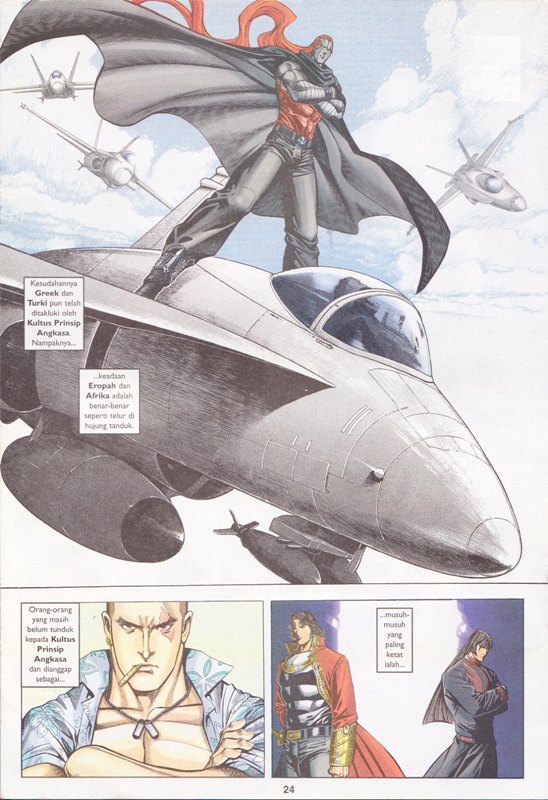 Kesudahannya
Greek dan
Turki pun telah
ditakluki oleh
Kultus Prinsip
Angkasa.
Nampaknya...
...keadaan
Eropah dan
Afrika adalah
benar-benar
seperti telur di
hujung tanduk.
Orang-orang
yang masih
belum tunduk
kepada Kultus
Prinsip
Angkasa
dan dianggap
sebagai...
...musuh-
musuh
yang
paling
ketat
ialah...
24